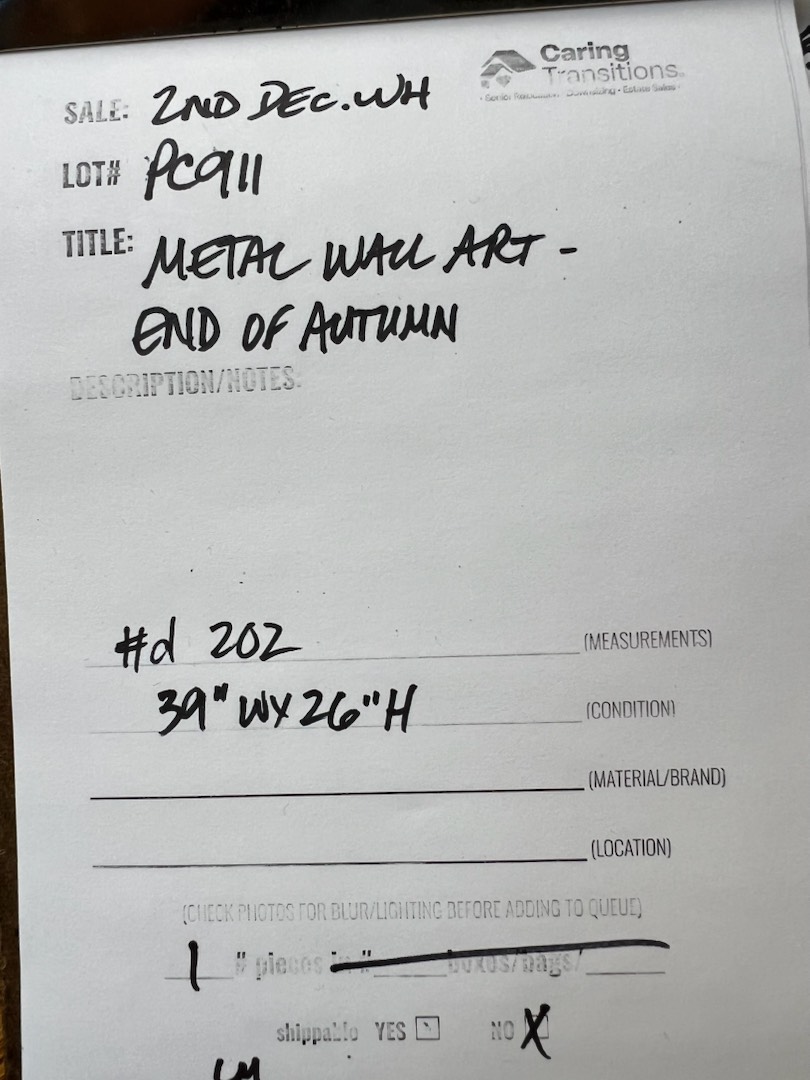 Caring
Transitions
SALE: 2ND DEC. WH
LOT# PC911
TITLE: METAL WALL ART -
END OF AUTUMN
DESCRIPTION/NOTES:
#d 202 (MEASUREMENTS)
39" W X 26" H (CONDITION)
(MATERIAL/BRAND)
(LOCATION)
(CHECK PHOTOS FOR BLUR/LIGHTING BEFORE ADDING TO QUEUE)
1 # pieces in # boxes/bags/
shippable YES NO X